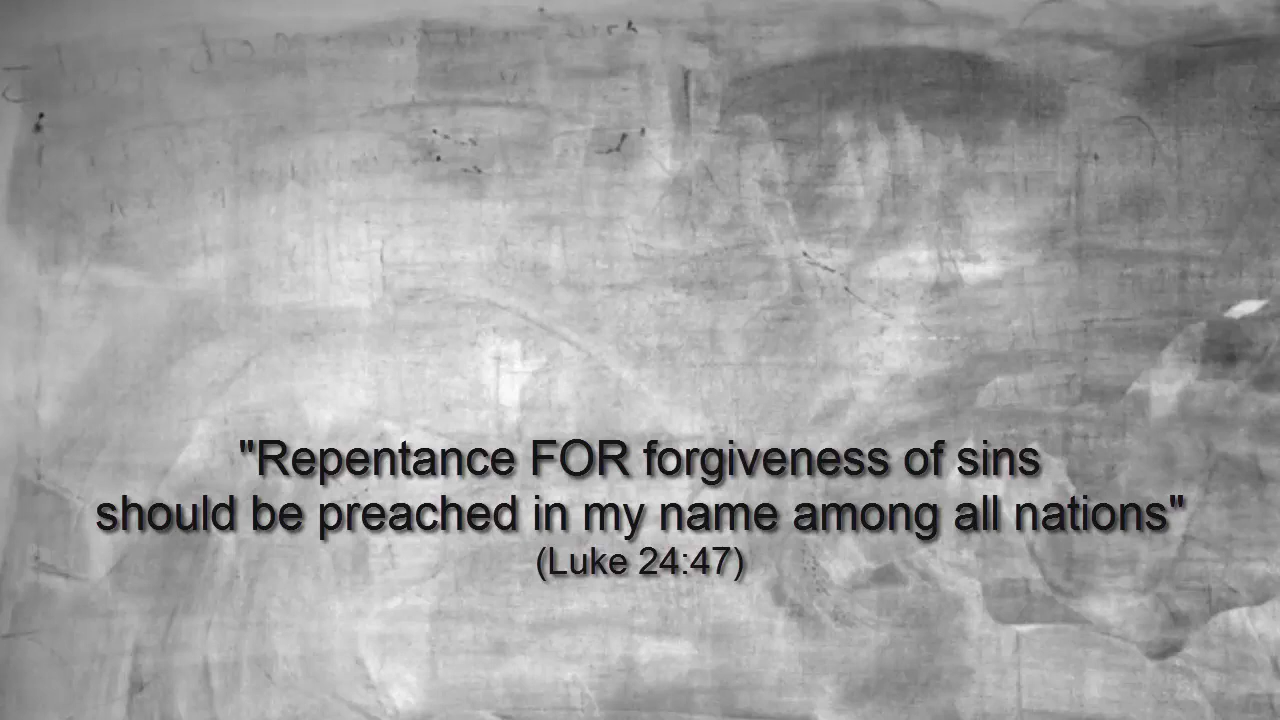 "Repentance FOR forgiveness of sins
should be preached in my name among all nations"
(Luke 24:47)